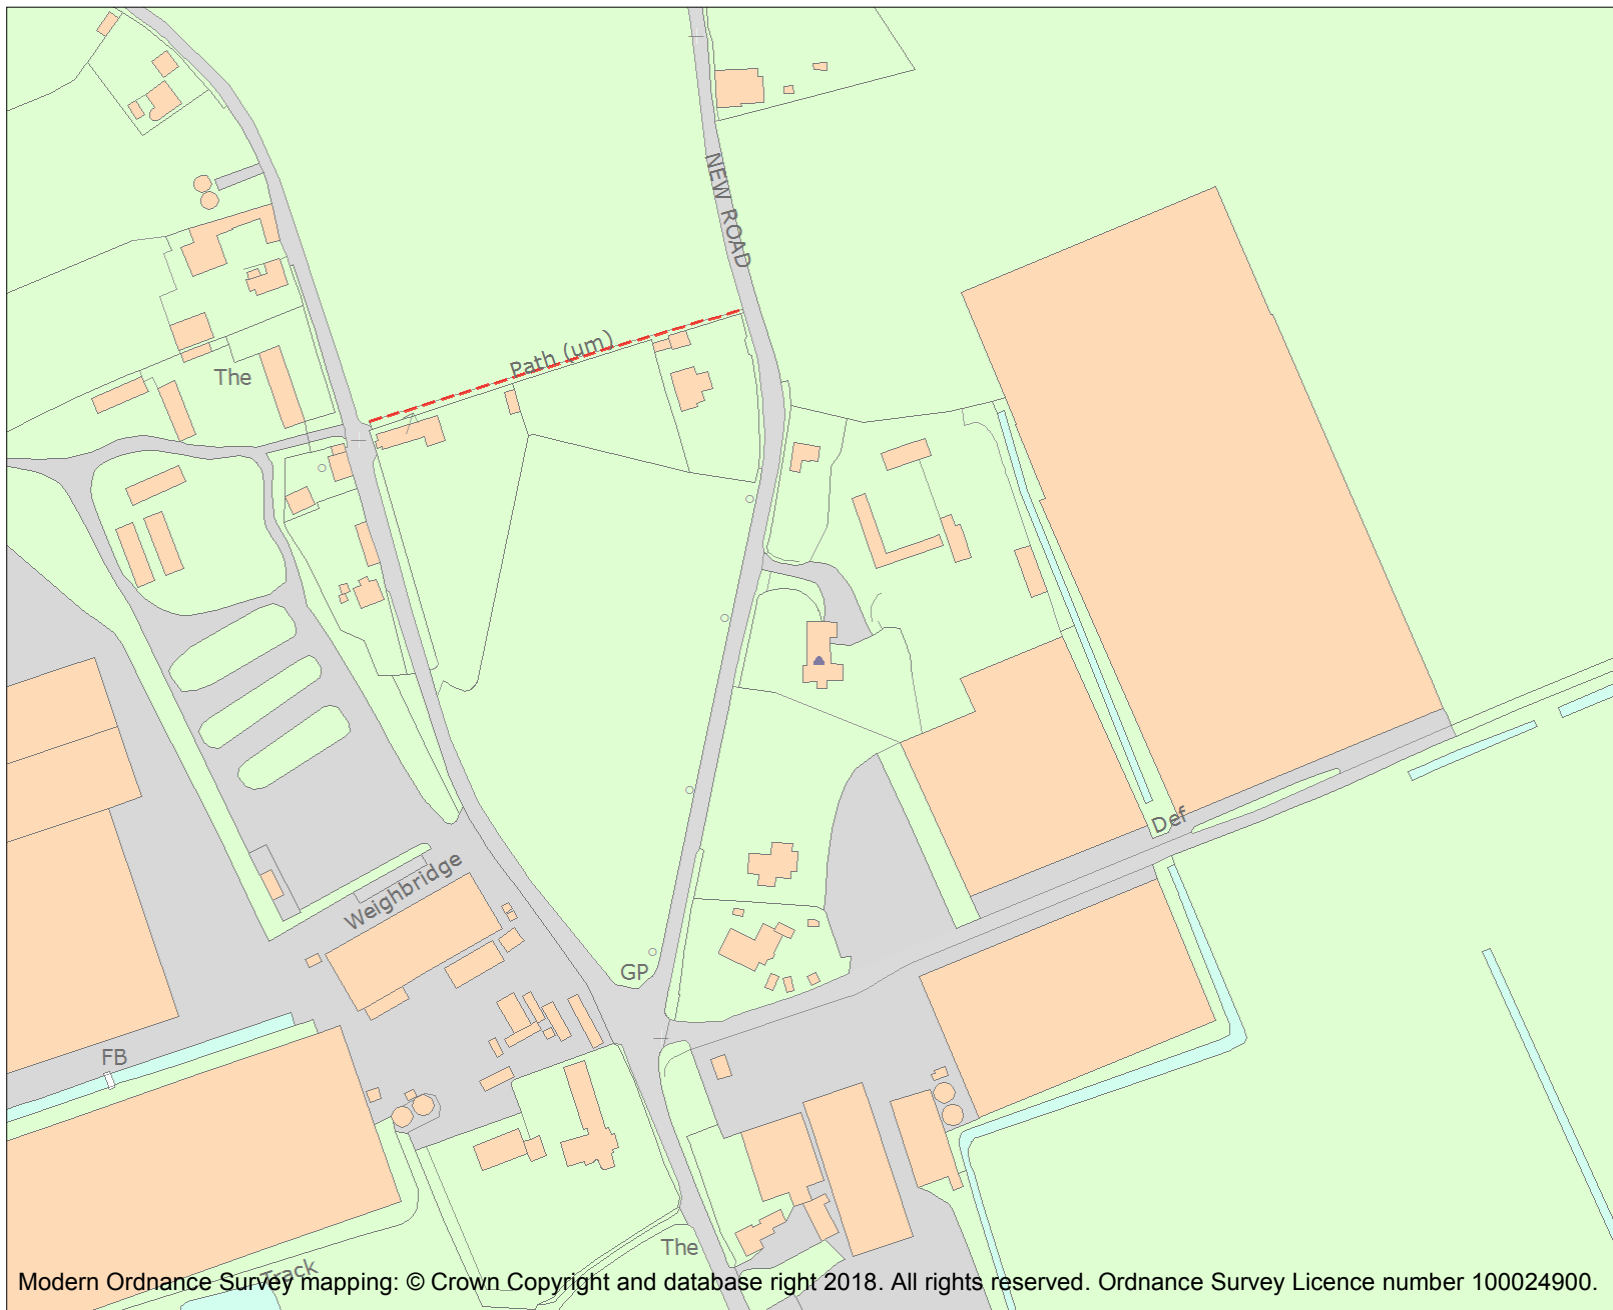 NEW ROAD
Path (um)
The
Def
Weighbridge
GP
FB
The
Track
Modern Ordnance Survey mapping: © Crown Copyright and database right 2018. All rights reserved. Ordnance Survey Licence number 100024900.